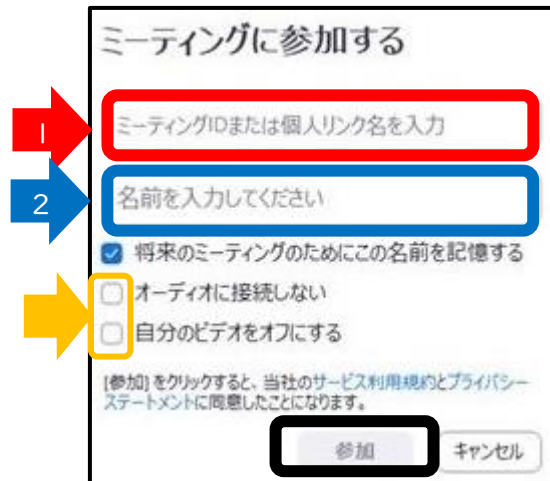 ミーティングに参加する
1
ミーティングIDまたは個人リンク名を入力
2
名前を入力してください
将来のミーティングのためにこの名前を記憶する
オーディオに接続しない
自分のビデオをオフにする
[参加] をクリックすると、当社のサービス利用規約とプライバシー
ステートメントに同意したことになります。
参加 キャンセル